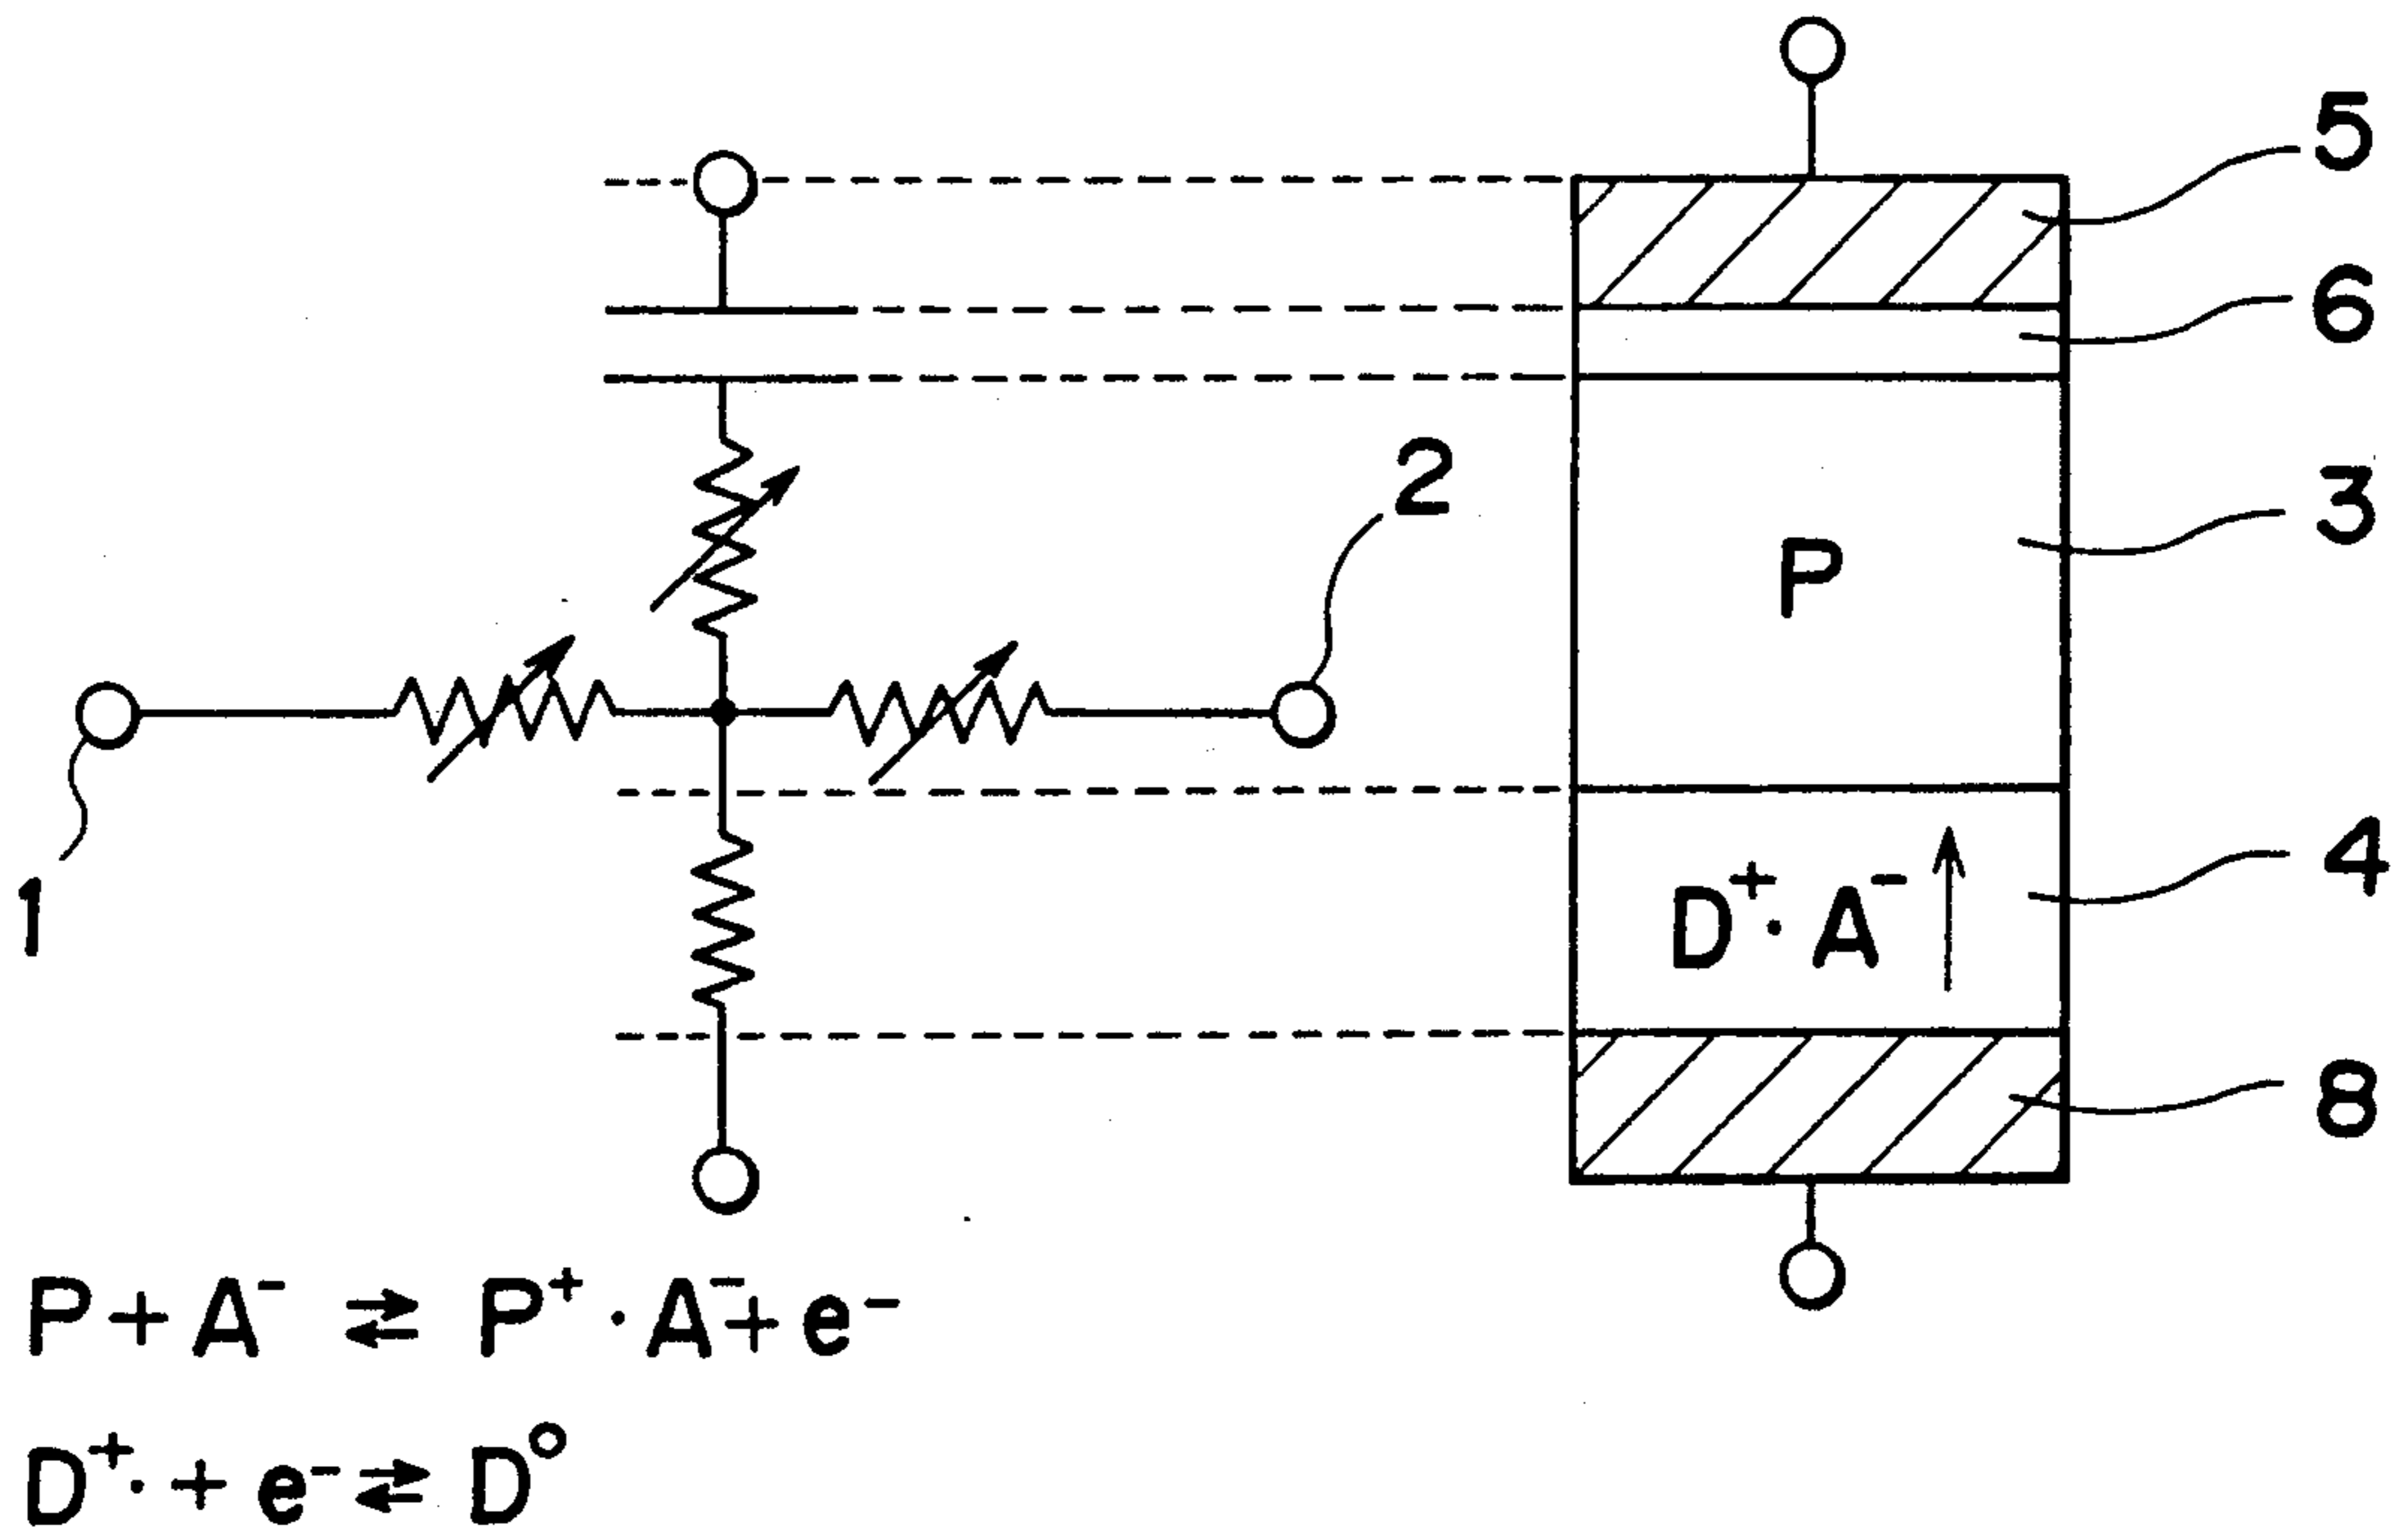 5
6
2
3
P
1
4
D⁺· A⁻
8
P + A⁻ ⇄ P⁺ · A⁻ + e⁻
D⁺· + e⁻ ⇄ D°